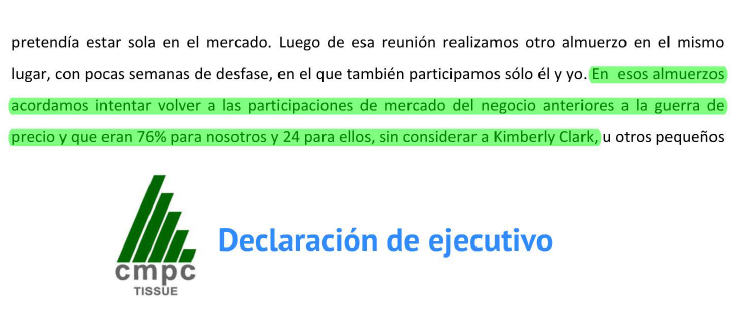 pretendía estar sola en el mercado. Luego de esa reunión realizamos otro almuerzo en el mismo
lugar, con pocas semanas de desfase, en el que también participamos sólo él y yo. En esos almuerzos
acordamos intentar volver a las participaciones de mercado del negocio anteriores a la guerra de
precio y que eran 76% para nosotros y 24 para ellos, sin considerar a Kimberly Clark, u otros pequeños
Declaración de ejecutivo
cmpc
TISSUE